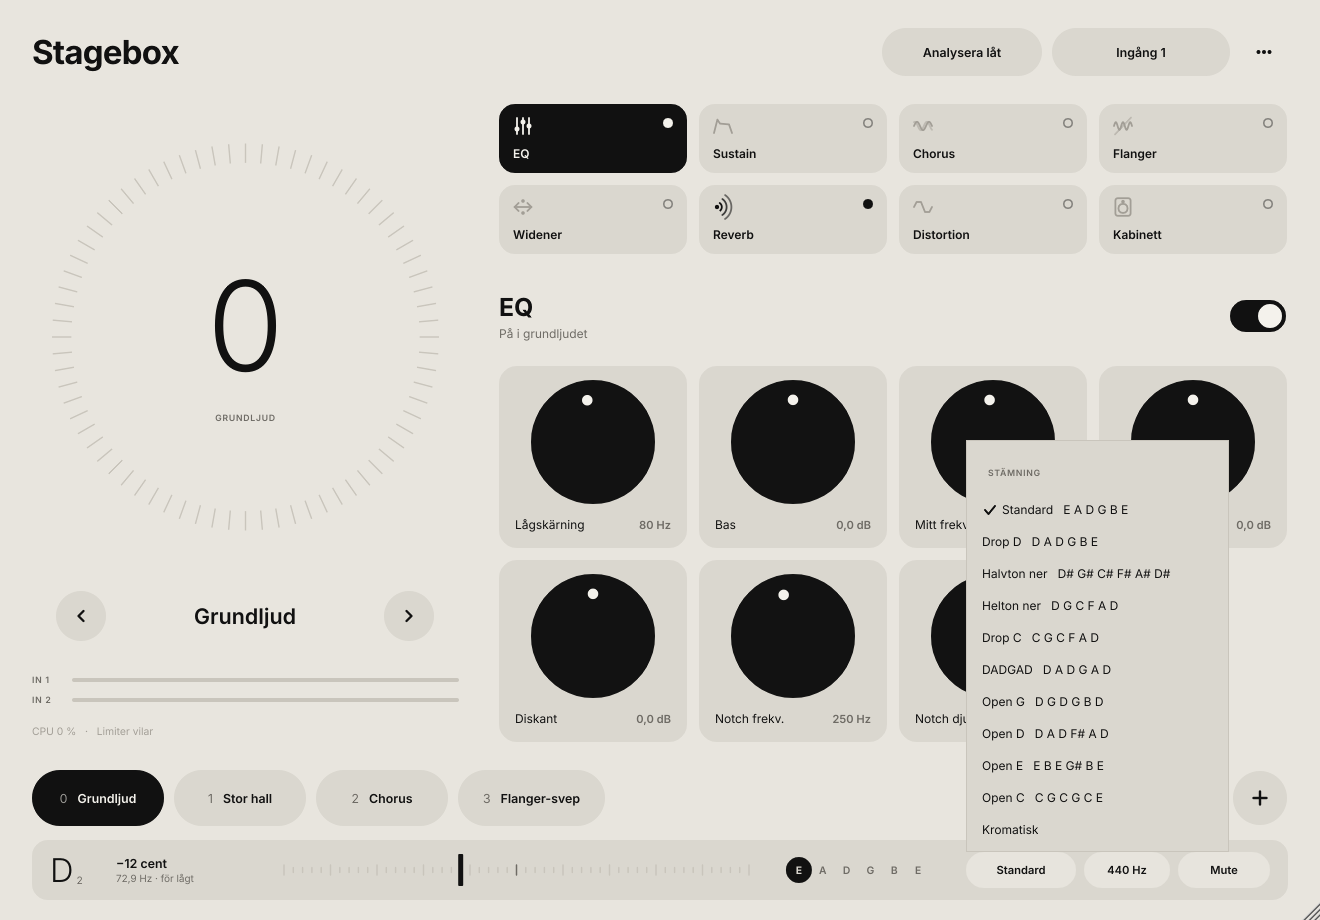 Stagebox
Analysera låt
Ingång 1
EQ
Sustain
Chorus
Flanger
Widener
Reverb
Distortion
Kabinett
0
GRUNDLJUD
EQ
På i grundljudet
Lågskärning 80 Hz
Bas 0,0 dB
Mitt frekv
0,0 dB
STÄMNING
Standard E A D G B E
Drop D D A D G B E
Halvton ner D# G# C# F# A# D#
Helton ner D G C F A D
Drop C C G C F A D
DADGAD D A D G A D
Open G D G D G B D
Open D D A D F# A D
Open E E B E G# B E
Open C C G C G C E
Kromatisk
Grundljud
IN 1
IN 2
CPU 0 % · Limiter vilar
Diskant 0,0 dB
Notch frekv. 250 Hz
Notch dju
0 Grundljud
1 Stor hall
2 Chorus
3 Flanger-svep
D2
−12 cent
72,9 Hz · för lågt
E A D G B E
Standard
440 Hz
Mute